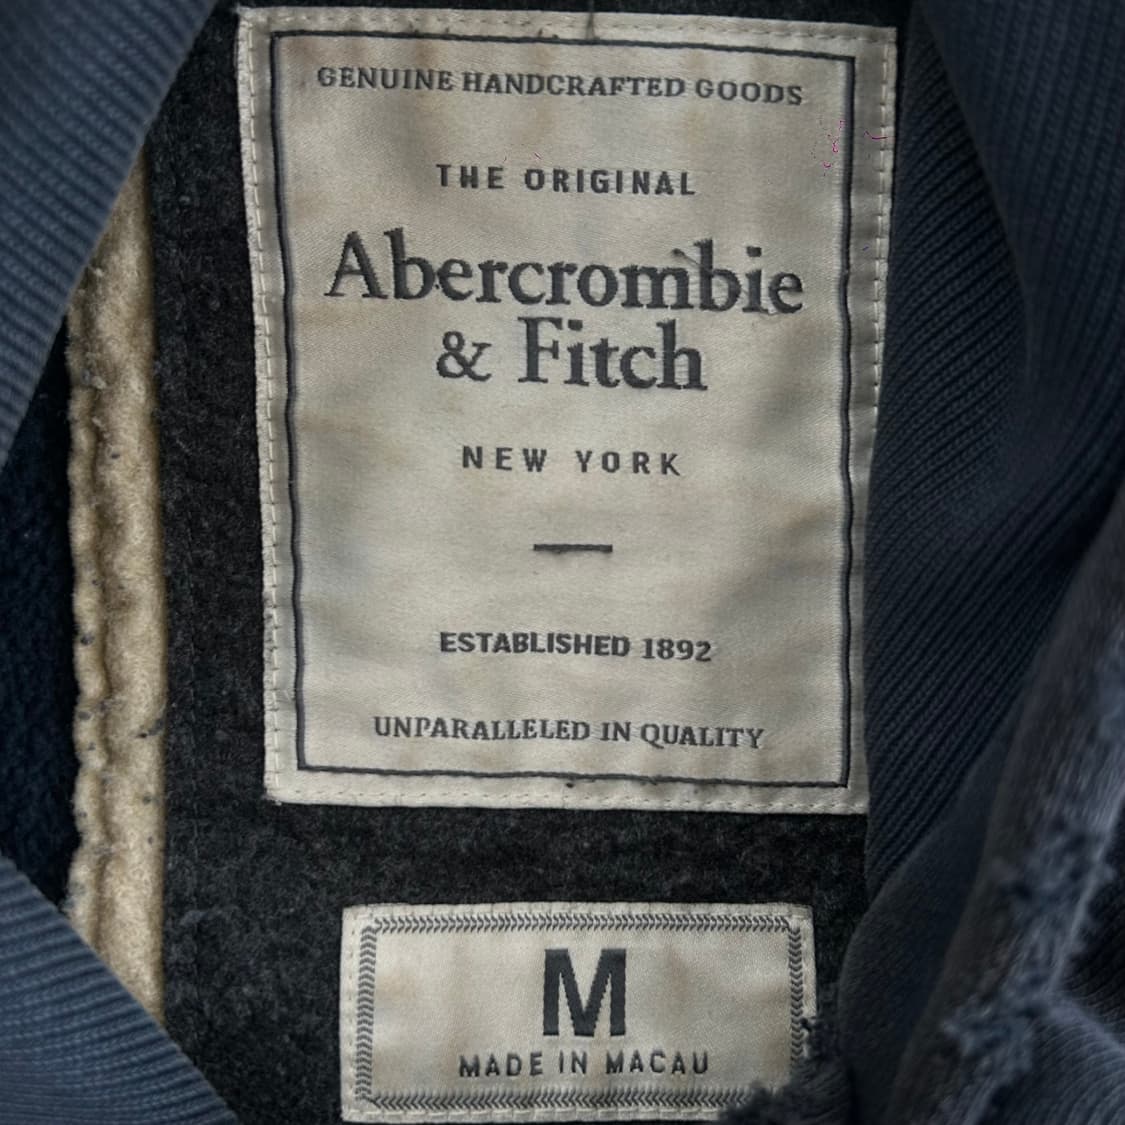 GENUINE HANDCRAFTED GOODS
THE ORIGINAL
Abercrombie
& Fitch
NEW YORK
ESTABLISHED 1892
UNPARALLELED IN QUALITY
M
MADE IN MACAU